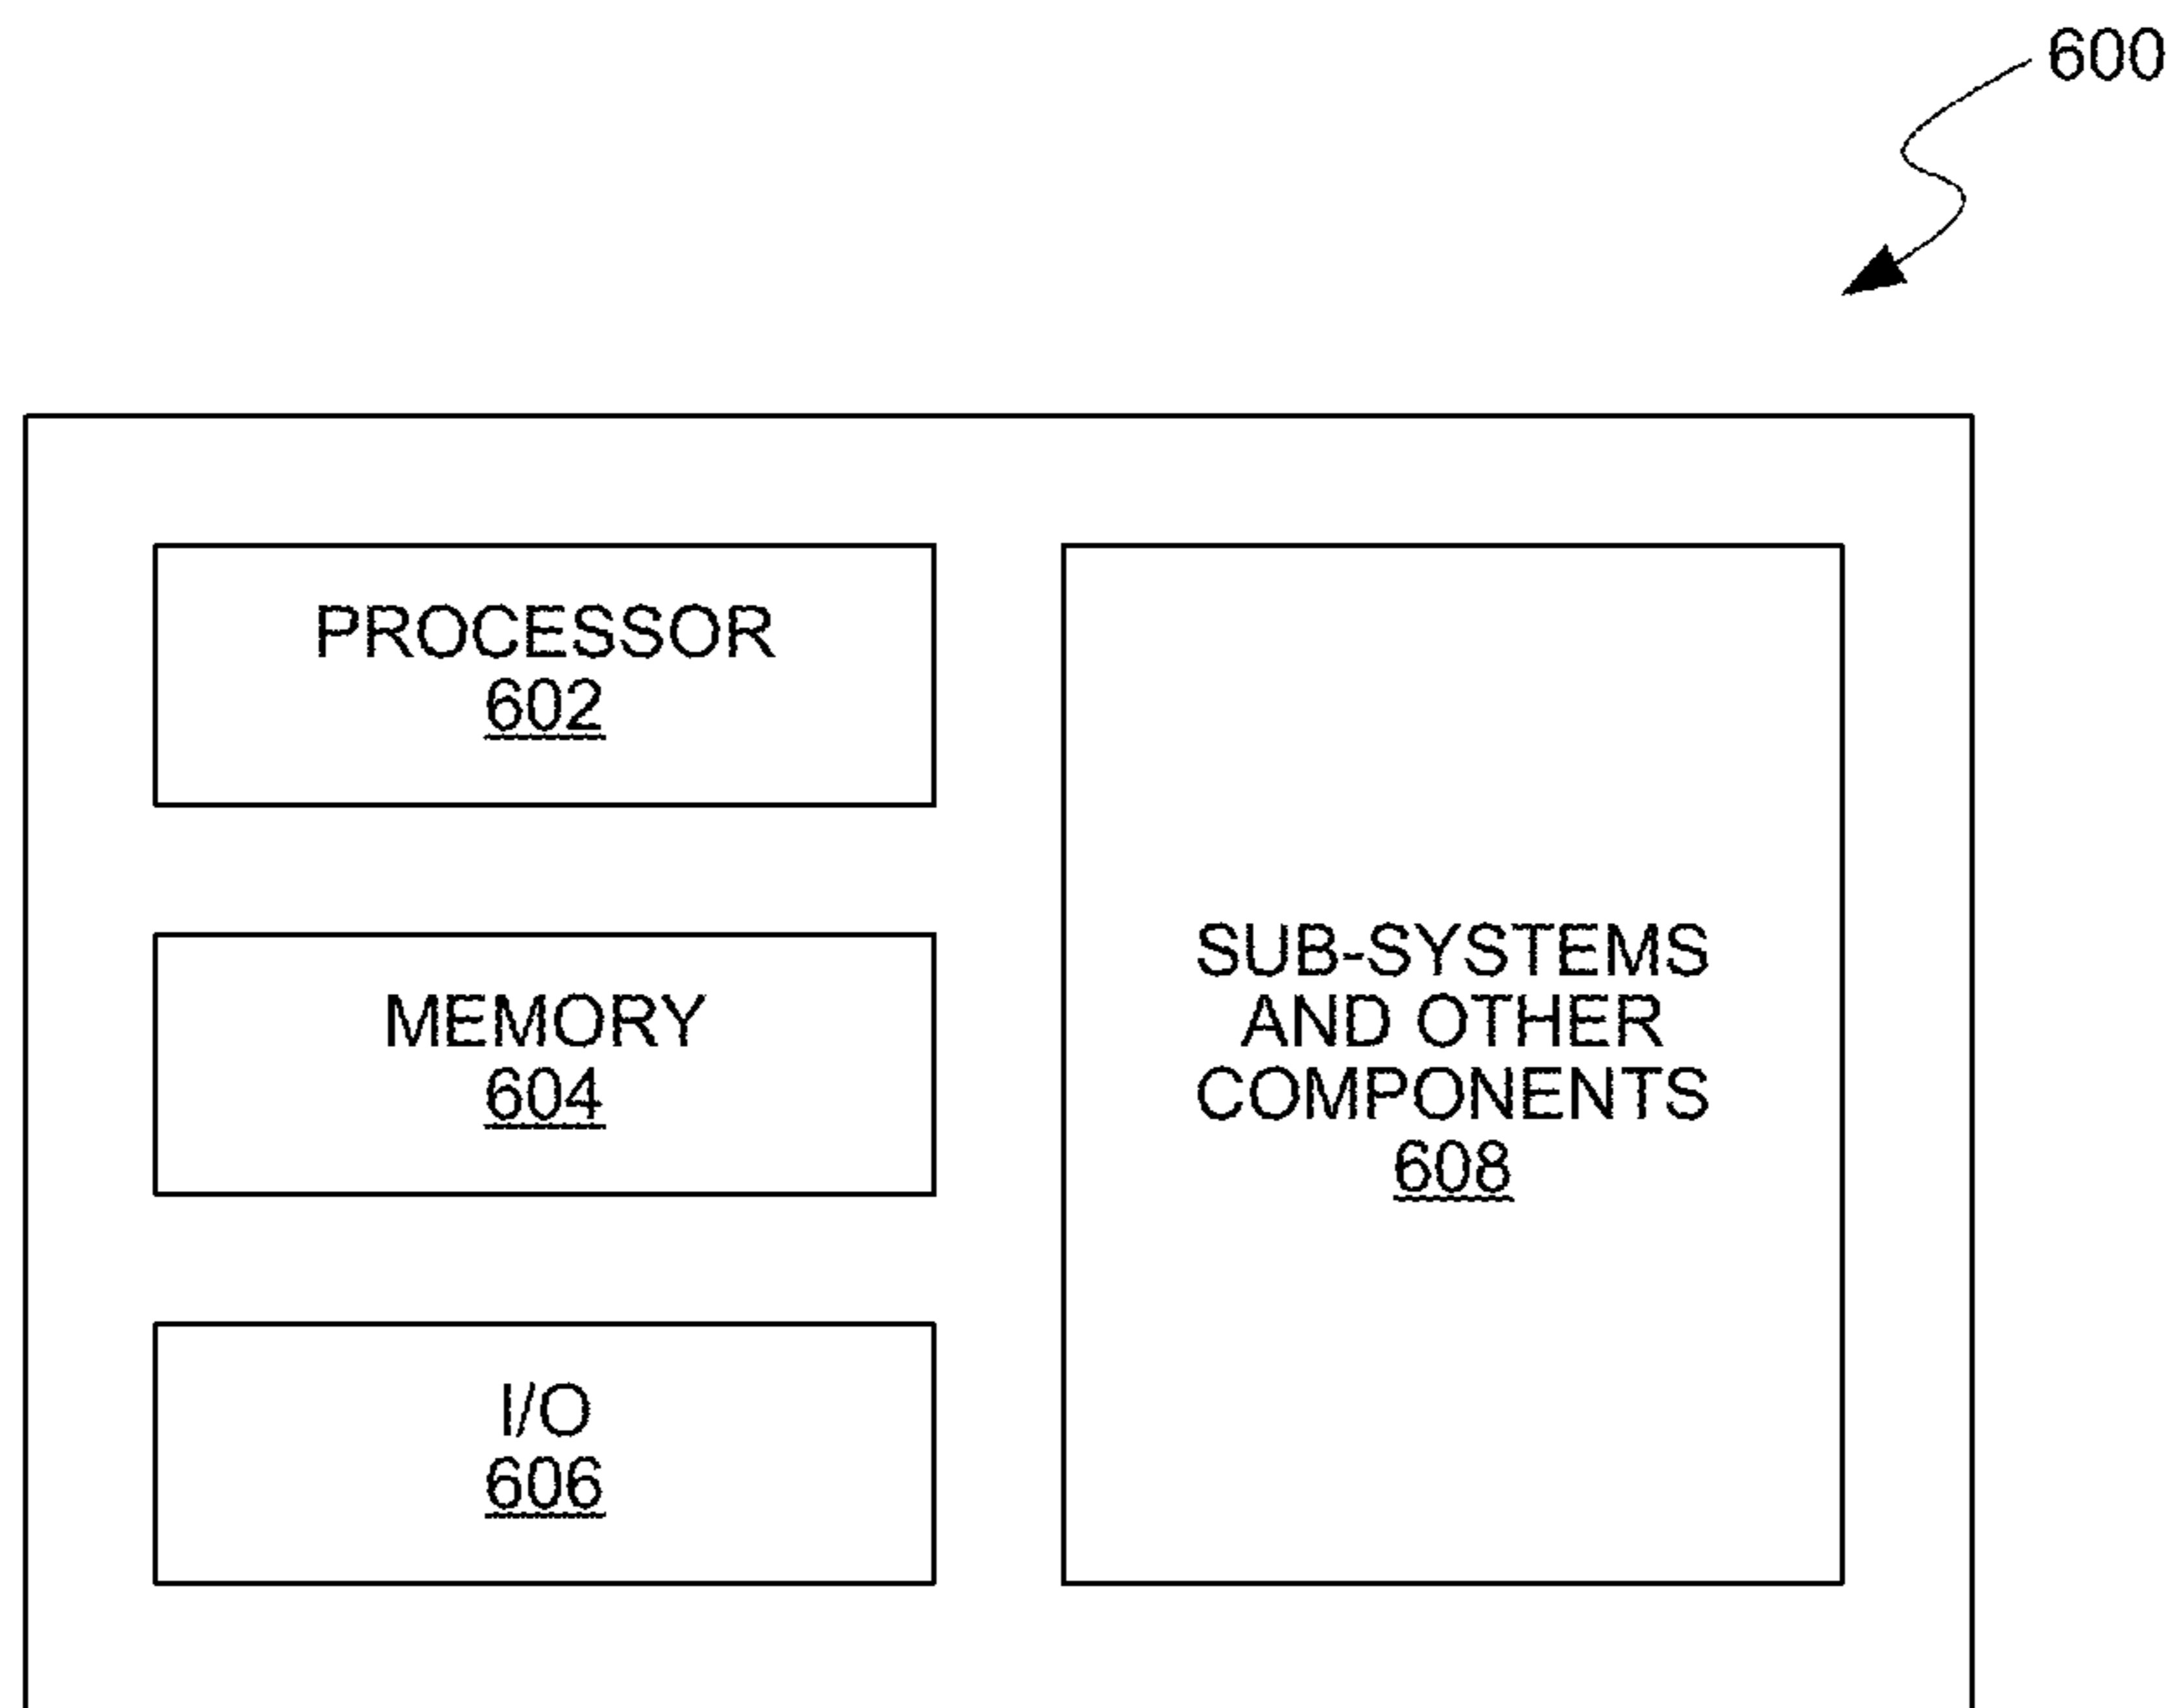 600
PROCESSOR
602
MEMORY
604
I/O
606
SUB-SYSTEMS
AND OTHER
COMPONENTS
608